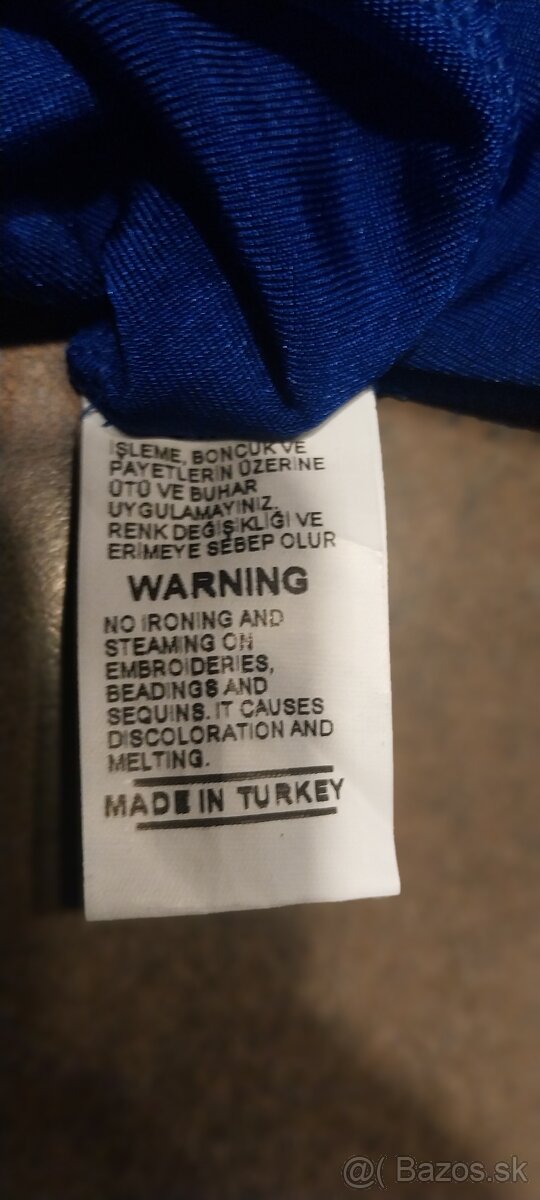 İŞLEME, BONCUK VE
PAYETLERİN ÜZERİNE
ÜTÜ VE BUHAR
UYGULAMAYINIZ.
RENK DEĞİŞİKLİĞİ VE
ERİMEYE SEBEP OLUR
WARNING
NO IRONING AND
STEAMING ON
EMBROIDERIES,
BEADINGS AND
SEQUINS. IT CAUSES
DISCOLORATION AND
MELTING.
MADE IN TURKEY
@( Bazos.sk